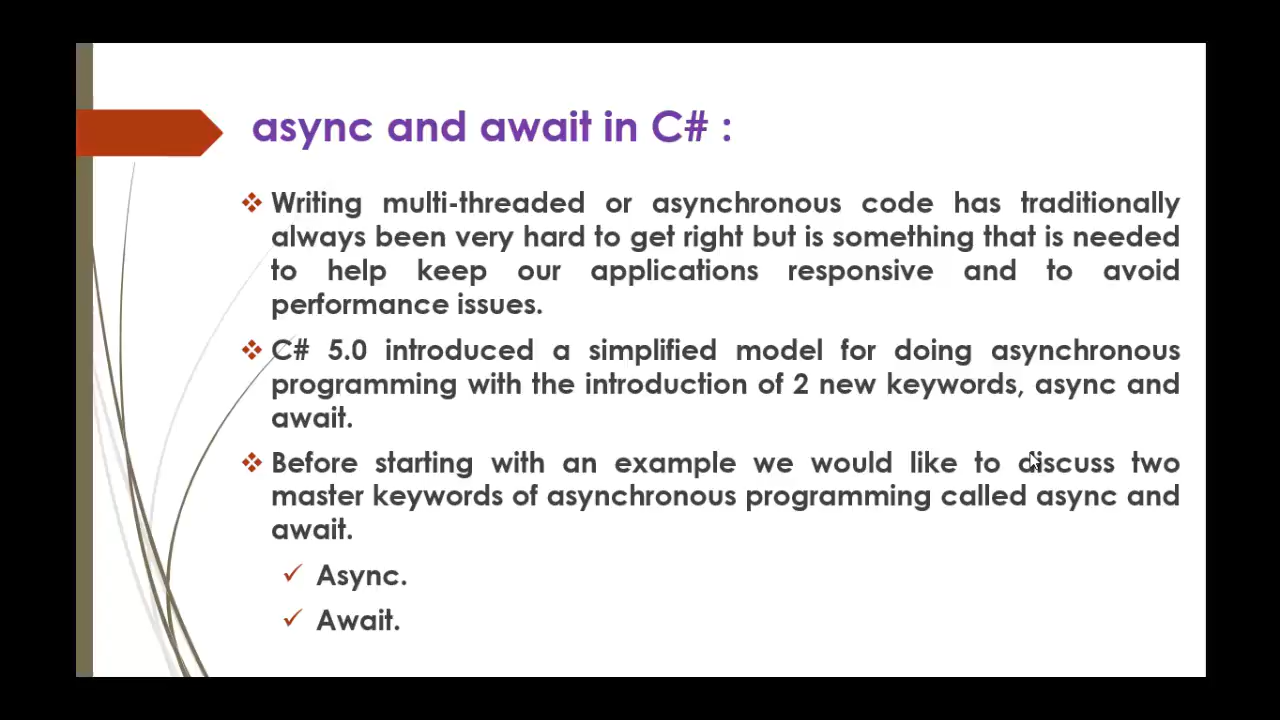 async and await in C# :
Writing multi-threaded or asynchronous code has traditionally
always been very hard to get right but is something that is needed
to help keep our applications responsive and to avoid
performance issues.
C# 5.0 introduced a simplified model for doing asynchronous
programming with the introduction of 2 new keywords, async and
await.
Before starting with an example we would like to discuss two
master keywords of asynchronous programming called async and
await.
Async.
Await.